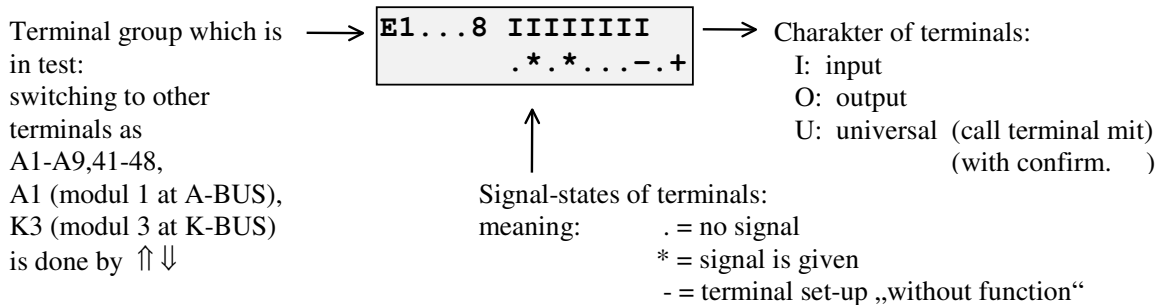 Terminal group which is
in test:
switching to other
terminals as
A1-A9,41-48,
A1 (modul 1 at A-BUS),
K3 (modul 3 at K-BUS)
is done by ⇑⇓
E1...8 IIIIIIII
.*.*...-.+
Charakter of terminals:
I: input
O: output
U: universal (call terminal mit)
(with confirm. )
Signal-states of terminals:
meaning: . = no signal
* = signal is given
- = terminal set-up „without function“